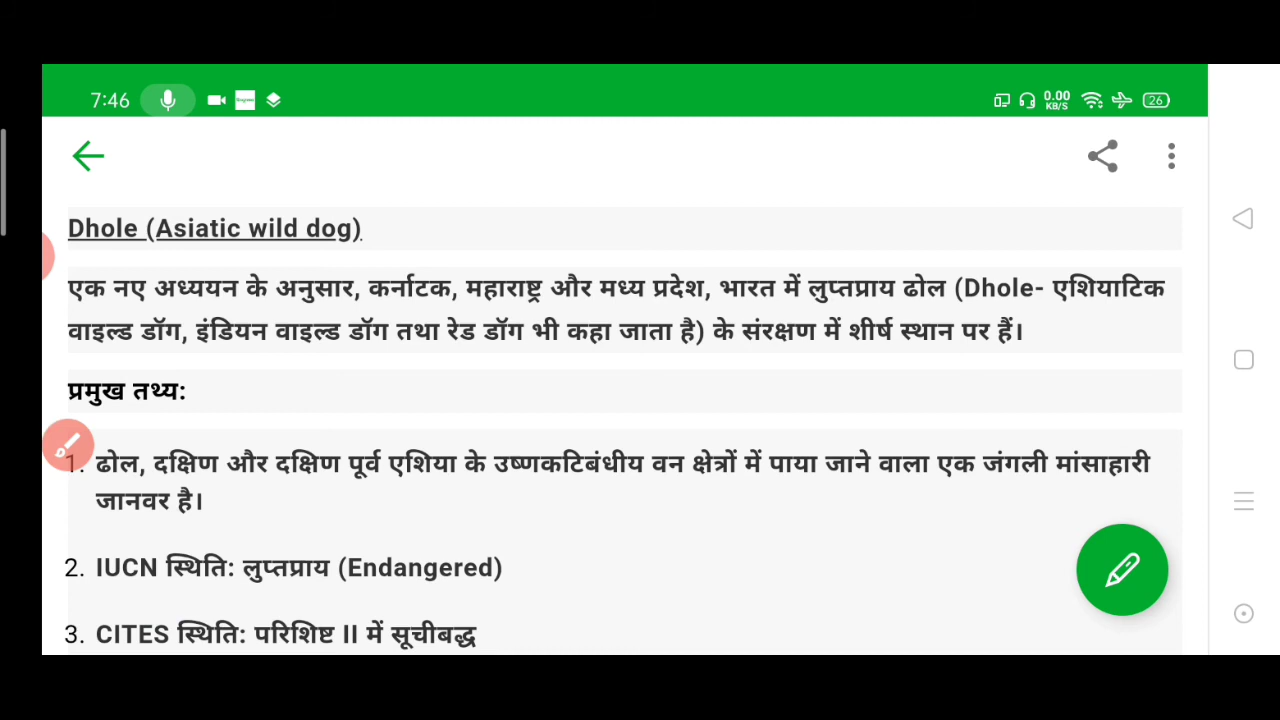 7:46
0.00
KB/S
26
Dhole (Asiatic wild dog)
एक नए अध्ययन के अनुसार, कर्नाटक, महाराष्ट्र और मध्य प्रदेश, भारत में लुप्तप्राय ढोल (Dhole- एशियाटिक
वाइल्ड डॉग, इंडियन वाइल्ड डॉग तथा रेड डॉग भी कहा जाता है) के संरक्षण में शीर्ष स्थान पर हैं।
प्रमुख तथ्य:
1. ढोल, दक्षिण और दक्षिण पूर्व एशिया के उष्णकटिबंधीय वन क्षेत्रों में पाया जाने वाला एक जंगली मांसाहारी
जानवर है।
2. IUCN स्थिति: लुप्तप्राय (Endangered)
3. CITES स्थिति: परिशिष्ट II में सूचीबद्ध